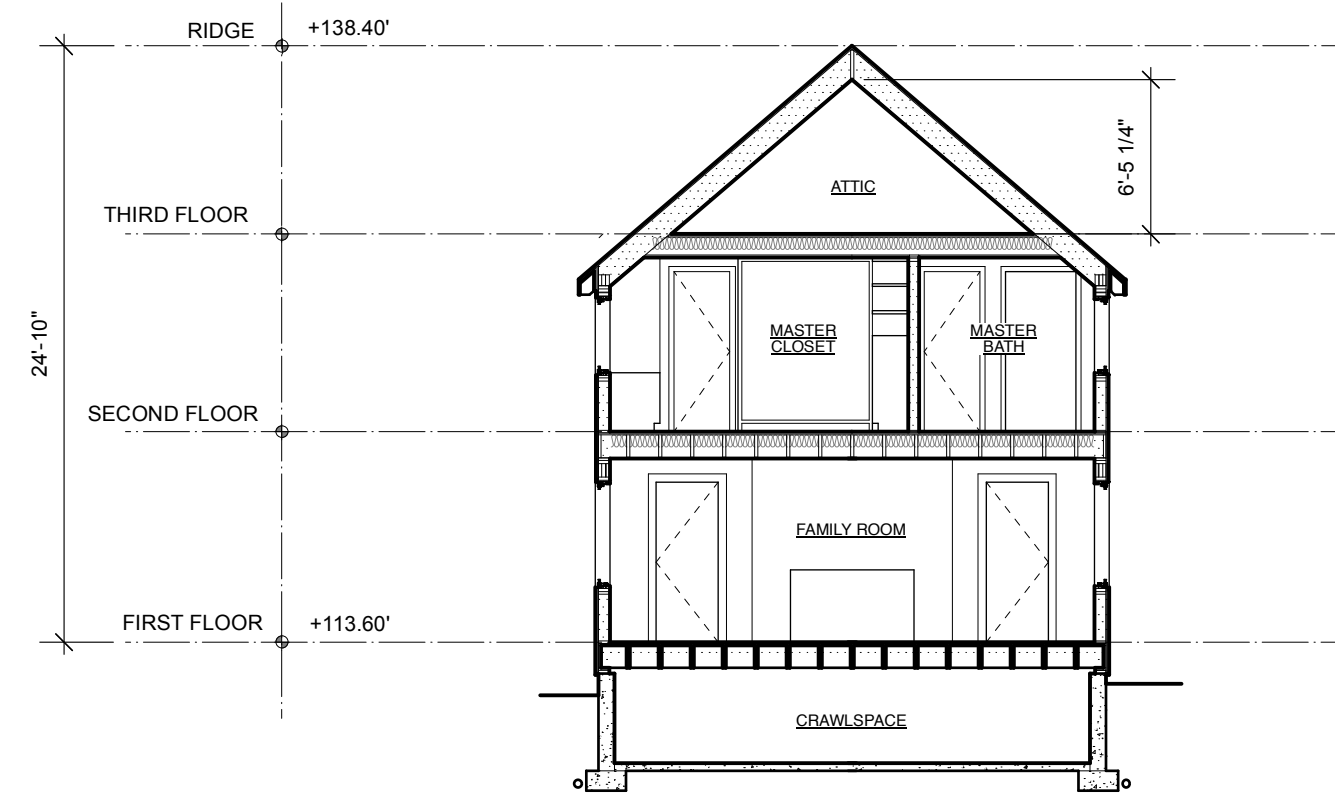 RIDGE +138.40'
6'-5 1/4"
ATTIC
THIRD FLOOR
24'-10"
MASTER
CLOSET
MASTER
BATH
SECOND FLOOR
FAMILY ROOM
FIRST FLOOR +113.60'
CRAWLSPACE